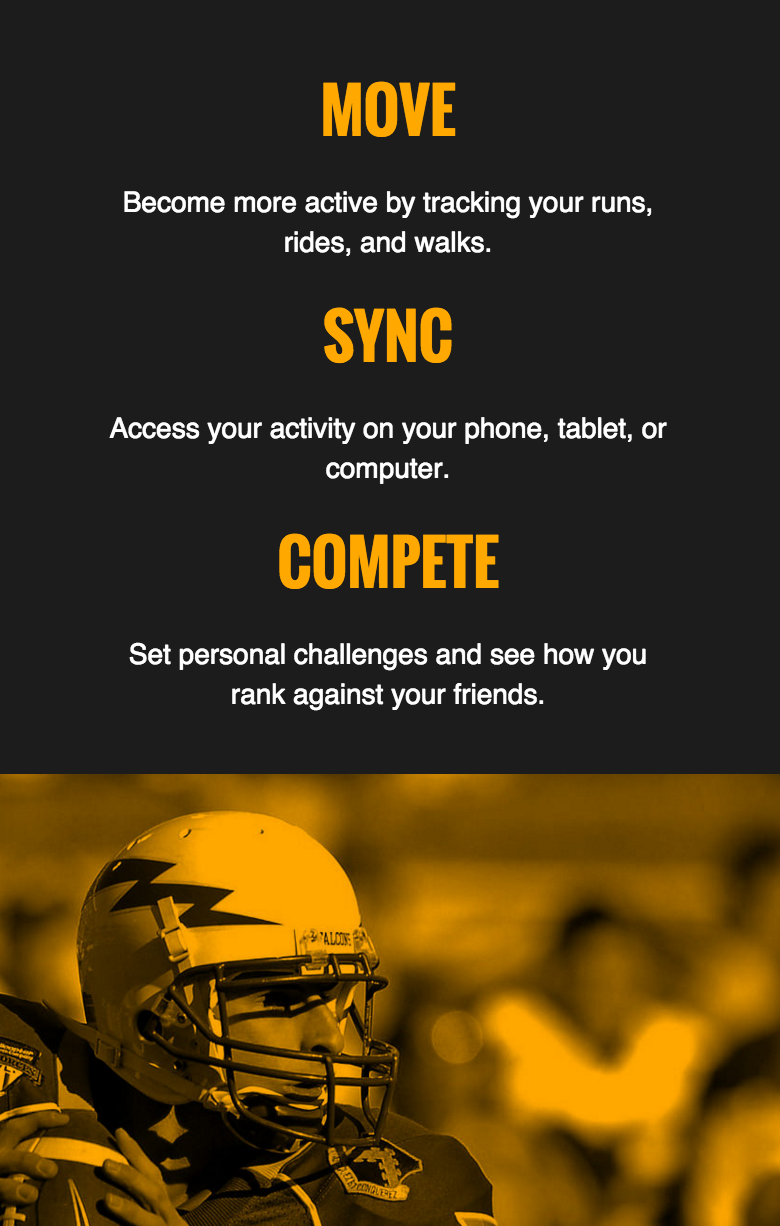 MOVE
Become more active by tracking your runs,
rides, and walks.
SYNC
Access your activity on your phone, tablet, or
computer.
COMPETE
Set personal challenges and see how you
rank against your friends.
FALCONS